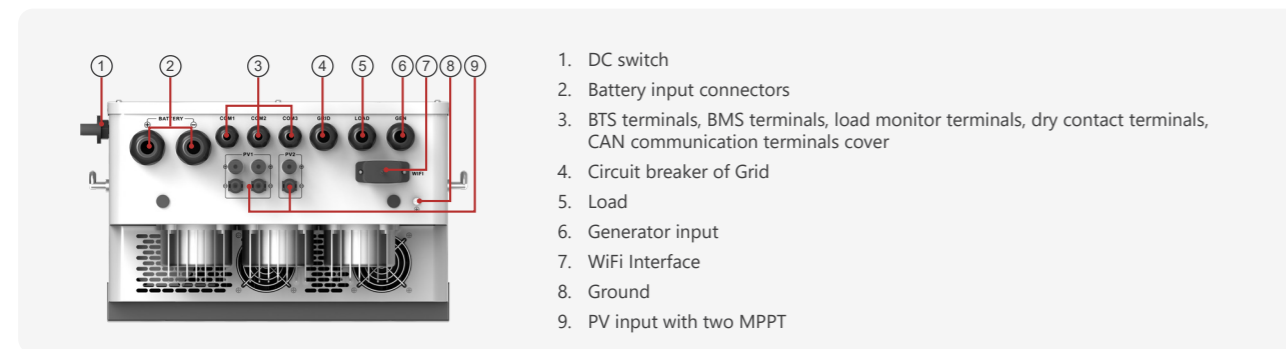 1 2 3 4 5 6 7 8 9
BATTERY COM1 COM2 COM3 GRID LOAD GEN
PV1 PV2
WIFI
1. DC switch
2. Battery input connectors
3. BTS terminals, BMS terminals, load monitor terminals, dry contact terminals,
CAN communication terminals cover
4. Circuit breaker of Grid
5. Load
6. Generator input
7. WiFi Interface
8. Ground
9. PV input with two MPPT